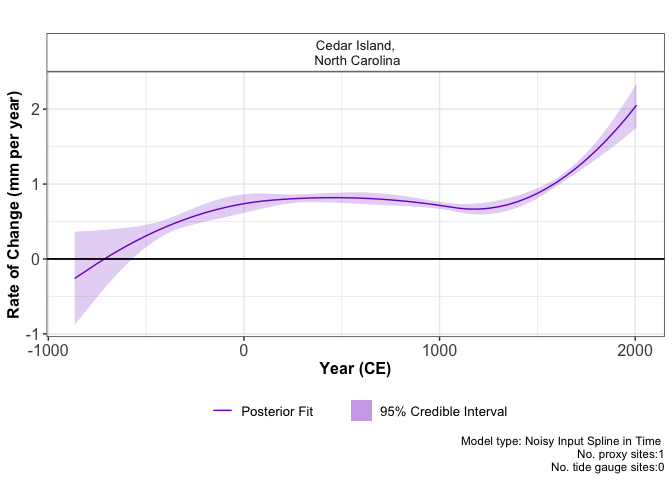 Cedar Island,
North Carolina
Rate of Change (mm per year)
2
1
0
-1
-1000
0
1000
2000
Year (CE)
Posterior Fit
95% Credible Interval
Model type: Noisy Input Spline in Time
No. proxy sites:1
No. tide gauge sites:0